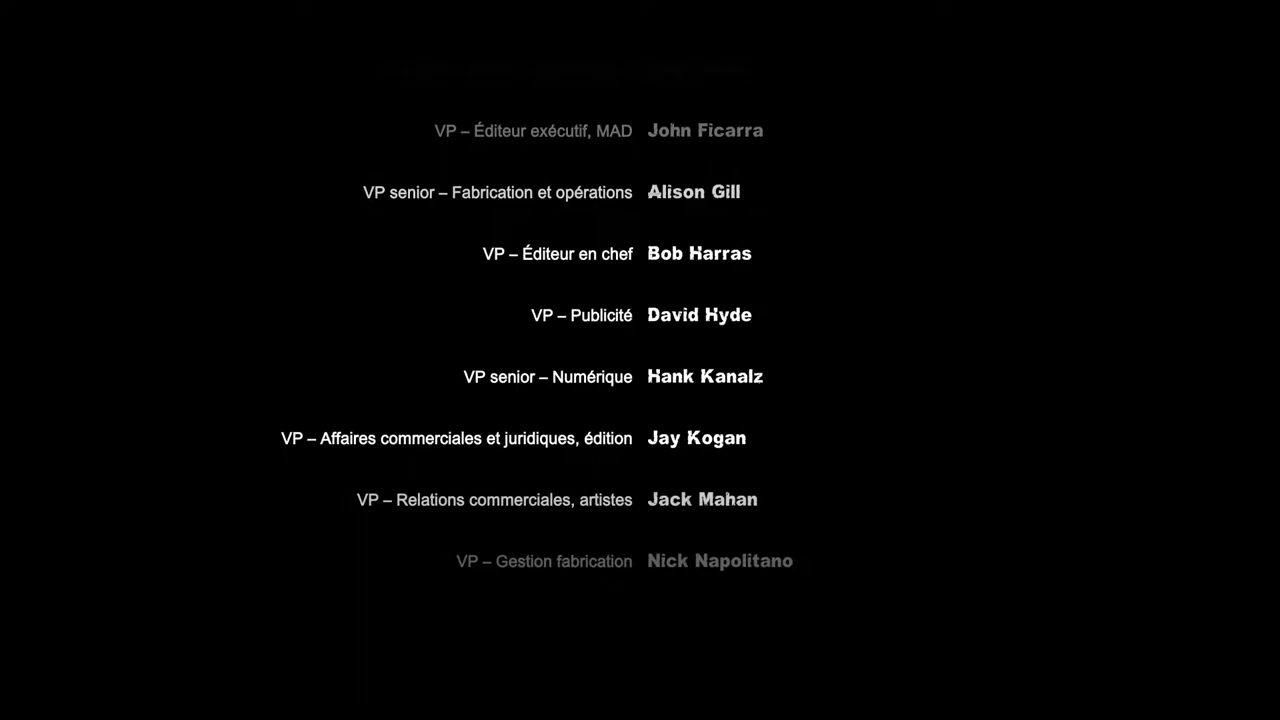 VP – Éditeur exécutif, MAD John Ficarra
VP senior – Fabrication et opérations Alison Gill
VP – Éditeur en chef Bob Harras
VP – Publicité David Hyde
VP senior – Numérique Hank Kanalz
VP – Affaires commerciales et juridiques, édition Jay Kogan
VP – Relations commerciales, artistes Jack Mahan
VP – Gestion fabrication Nick Napolitano